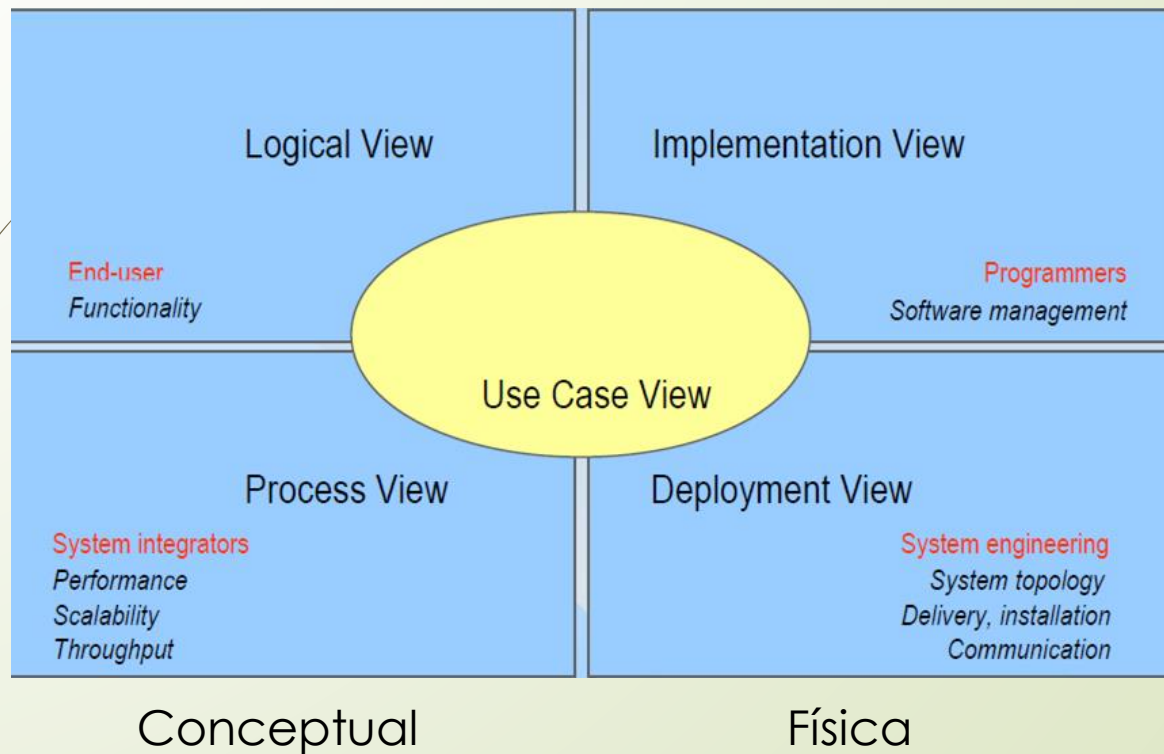 Logical View
End-user
Functionality
Implementation View
Programmers
Software management
Use Case View
Process View
System integrators
Performance
Scalability
Throughput
Deployment View
System engineering
System topology
Delivery, installation
Communication
Conceptual
Física